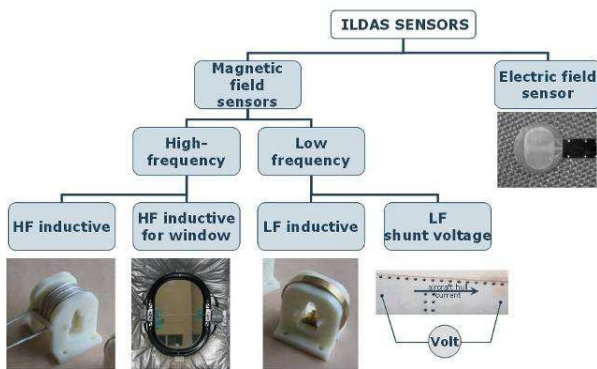 ILDAS SENSORS
Magnetic
field
sensors
Electric field
sensor
High-
frequency
Low
frequency
HF inductive
HF inductive
for window
LF inductive
LF
shunt voltage
aircraft hull
current
Volt